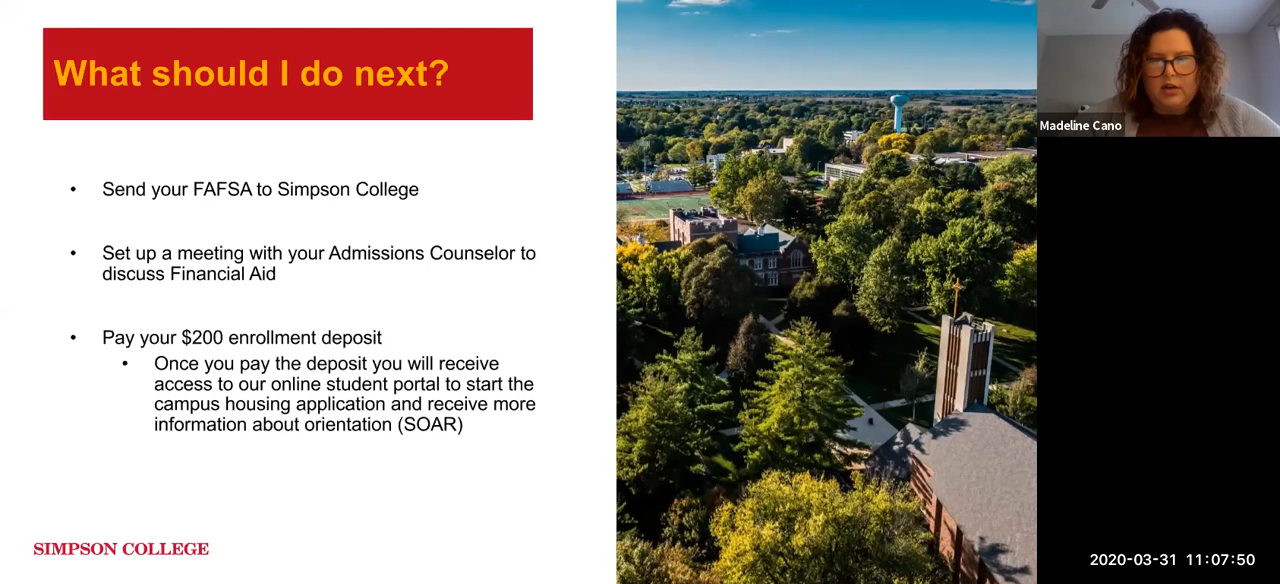 What should I do next?
• Send your FAFSA to Simpson College
• Set up a meeting with your Admissions Counselor to
discuss Financial Aid
• Pay your $200 enrollment deposit
• Once you pay the deposit you will receive
access to our online student portal to start the
campus housing application and receive more
information about orientation (SOAR)
SIMPSON COLLEGE
Madeline Cano
2020-03-31 11:07:50